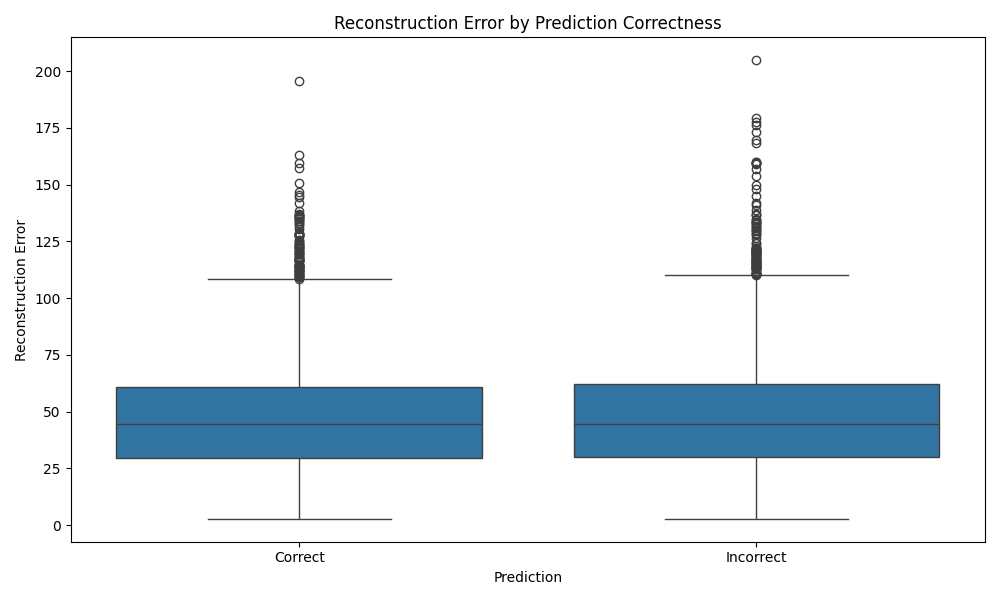 Reconstruction Error by Prediction Correctness
Reconstruction Error
200
175
150
125
100
75
50
25
0
Correct
Incorrect
Prediction